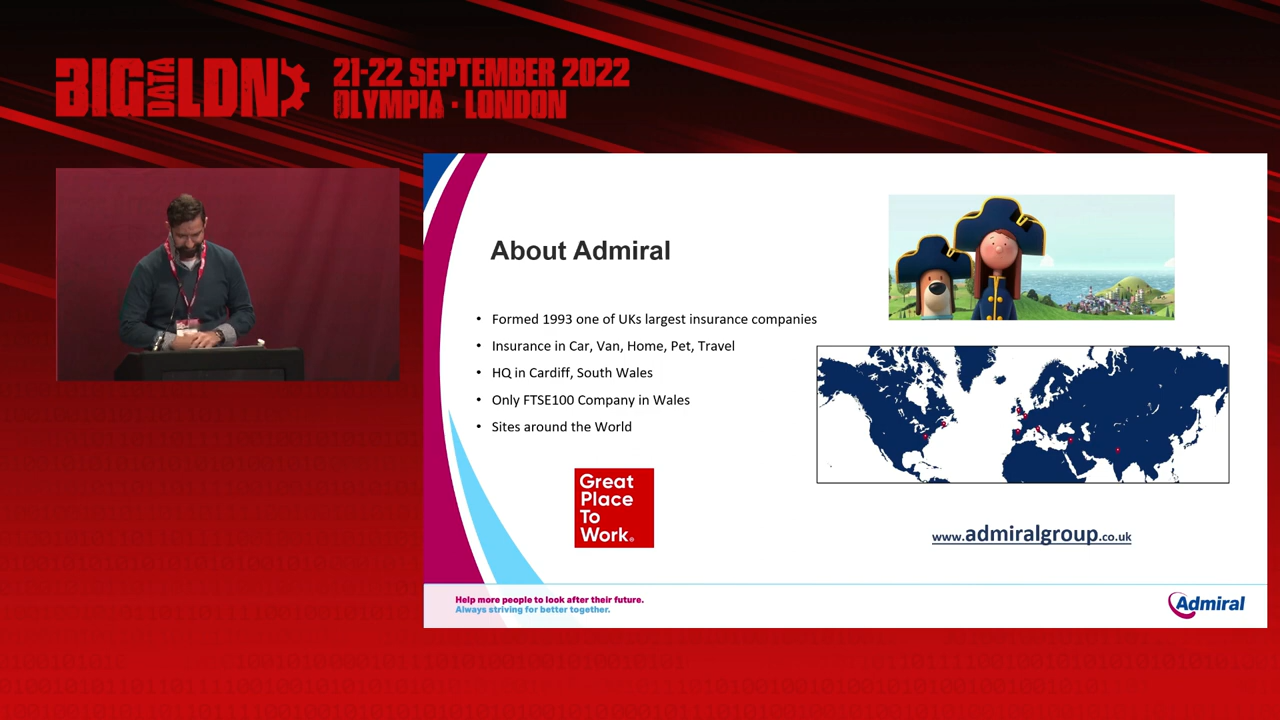 BIG DATA LDN
21-22 SEPTEMBER 2022
OLYMPIA · LONDON
About Admiral
• Formed 1993 one of UKs largest insurance companies
• Insurance in Car, Van, Home, Pet, Travel
• HQ in Cardiff, South Wales
• Only FTSE100 Company in Wales
• Sites around the World
Great
Place
To
Work®
www.admiralgroup.co.uk
Help more people to look after their future.
Always striving for better together.
Admiral